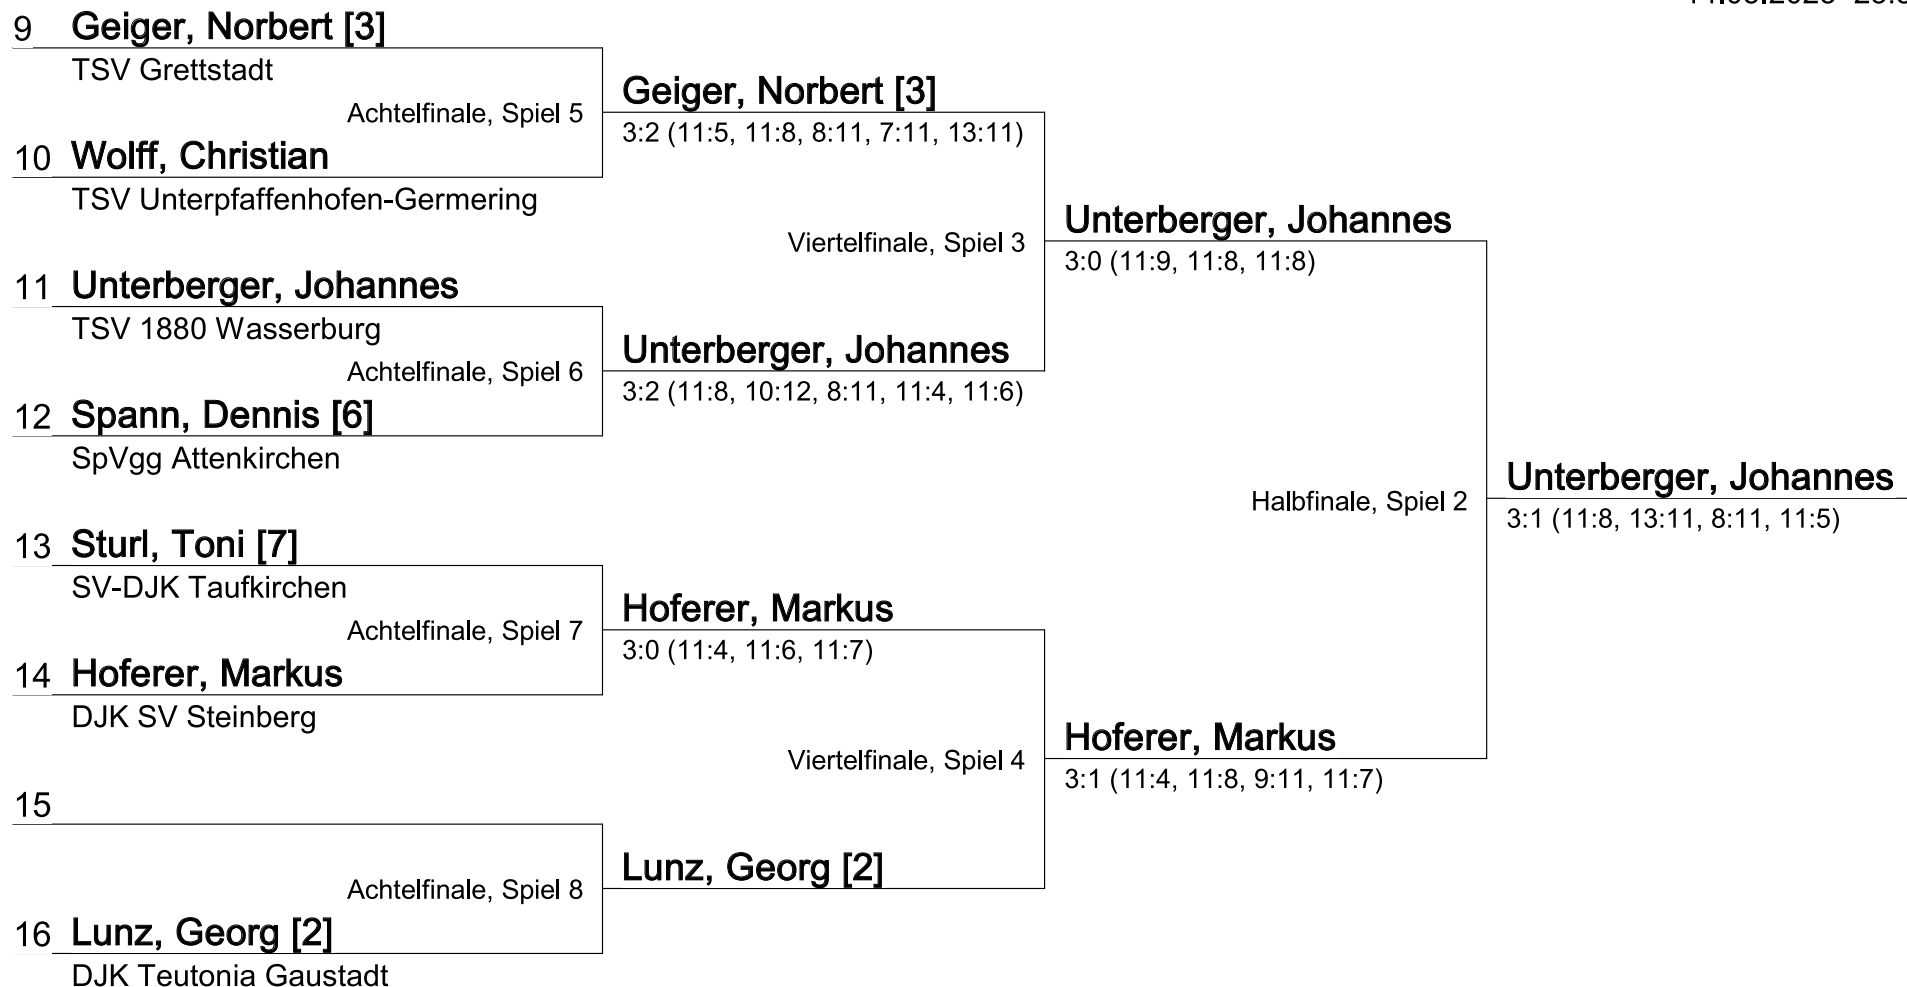 9 Geiger, Norbert [3]
TSV Grettstadt
Achtelfinale, Spiel 5
Geiger, Norbert [3]
3:2 (11:5, 11:8, 8:11, 7:11, 13:11)
10 Wolff, Christian
TSV Unterpfaffenhofen-Germering
Viertelfinale, Spiel 3
Unterberger, Johannes
3:0 (11:9, 11:8, 11:8)
11 Unterberger, Johannes
TSV 1880 Wasserburg
Achtelfinale, Spiel 6
Unterberger, Johannes
3:2 (11:8, 10:12, 8:11, 11:4, 11:6)
12 Spann, Dennis [6]
SpVgg Attenkirchen
Halbfinale, Spiel 2
Unterberger, Johannes
3:1 (11:8, 13:11, 8:11, 11:5)
13 Sturl, Toni [7]
SV-DJK Taufkirchen
Achtelfinale, Spiel 7
Hoferer, Markus
3:0 (11:4, 11:6, 11:7)
14 Hoferer, Markus
DJK SV Steinberg
Viertelfinale, Spiel 4
Hoferer, Markus
3:1 (11:4, 11:8, 9:11, 11:7)
15
Achtelfinale, Spiel 8
Lunz, Georg [2]
16 Lunz, Georg [2]
DJK Teutonia Gaustadt